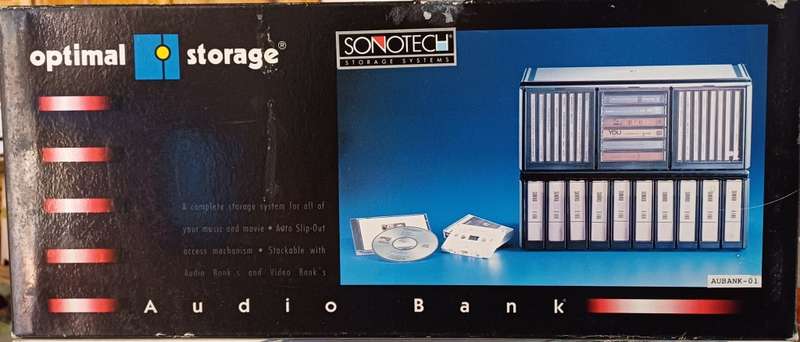 optimal storage®
SONOTECH®
STORAGE SYSTEMS
A complete storage system for all of
your music and movie • Auto Slip-Out
access mechanism • Stackable with
Audio Bank's and Video Bank's
YOU
AUBANK-01
Audio Bank